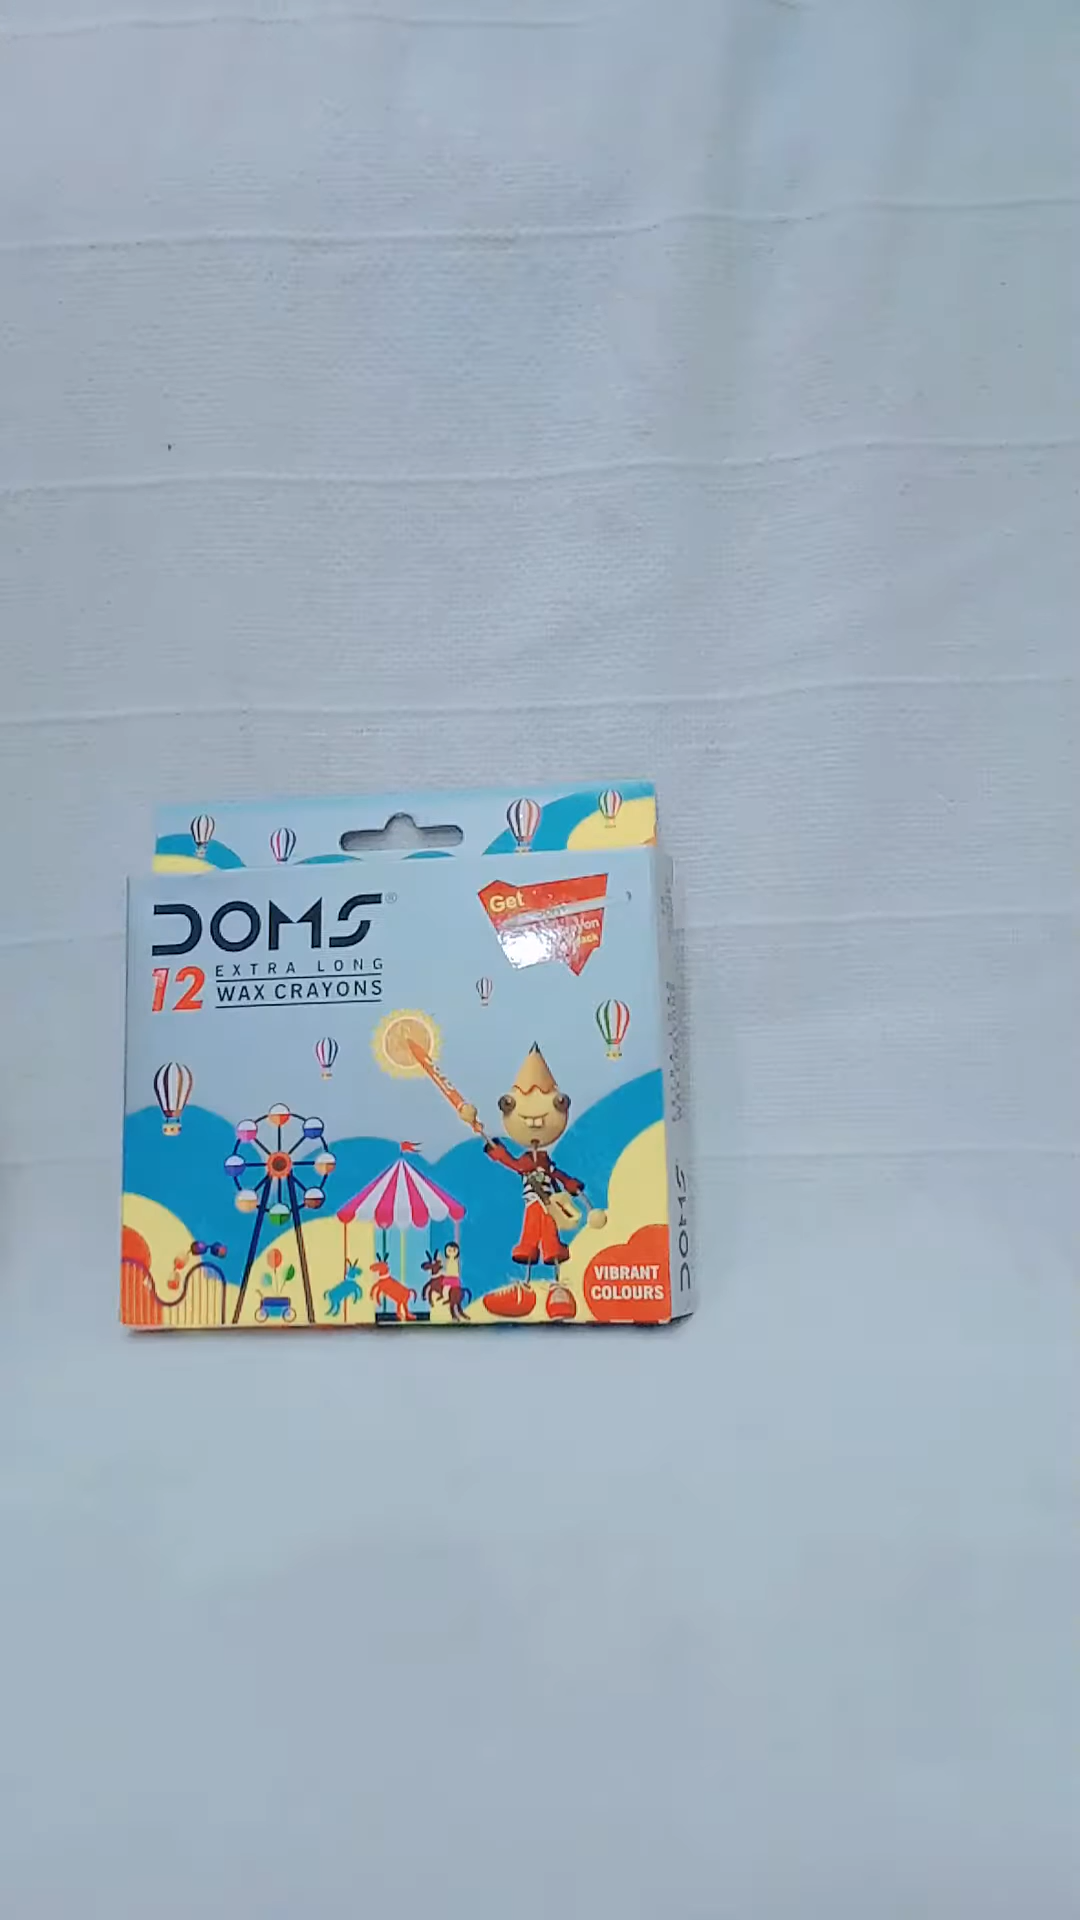 DOMS®
12 EXTRA LONG
WAX CRAYONS
Get
VIBRANT
COLOURS
DOMS